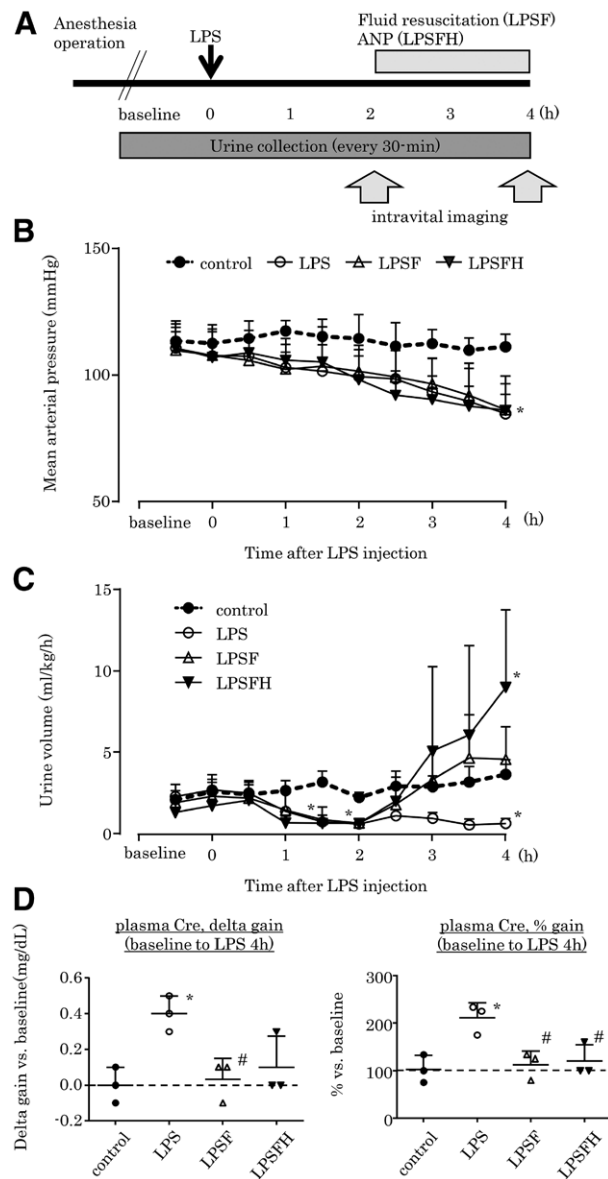 A
Anesthesia
operation
LPS
Fluid resuscitation (LPSF)
ANP (LPSFH)
baseline 0 1 2 3 4 (h)
Urine collection (every 30-min)
intravital imaging
B
Mean arterial pressure (mmHg)
150
100
50
control LPS LPSF LPSFH
*
baseline 0 1 2 3 4 (h)
Time after LPS injection
C
Urine volume (ml/kg/h)
15
10
5
0
control
LPS
LPSF
LPSFH
*
* *
*
baseline 0 1 2 3 4 (h)
Time after LPS injection
D
plasma Cre, delta gain
(baseline to LPS 4h)
Delta gain vs. baseline(mg/dL)
0.6
0.4
0.2
0.0
-0.2
*
#
control LPS LPSF LPSFH
plasma Cre, % gain
(baseline to LPS 4h)
% vs. baseline
300
200
100
0
*
# #
control LPS LPSF LPSFH